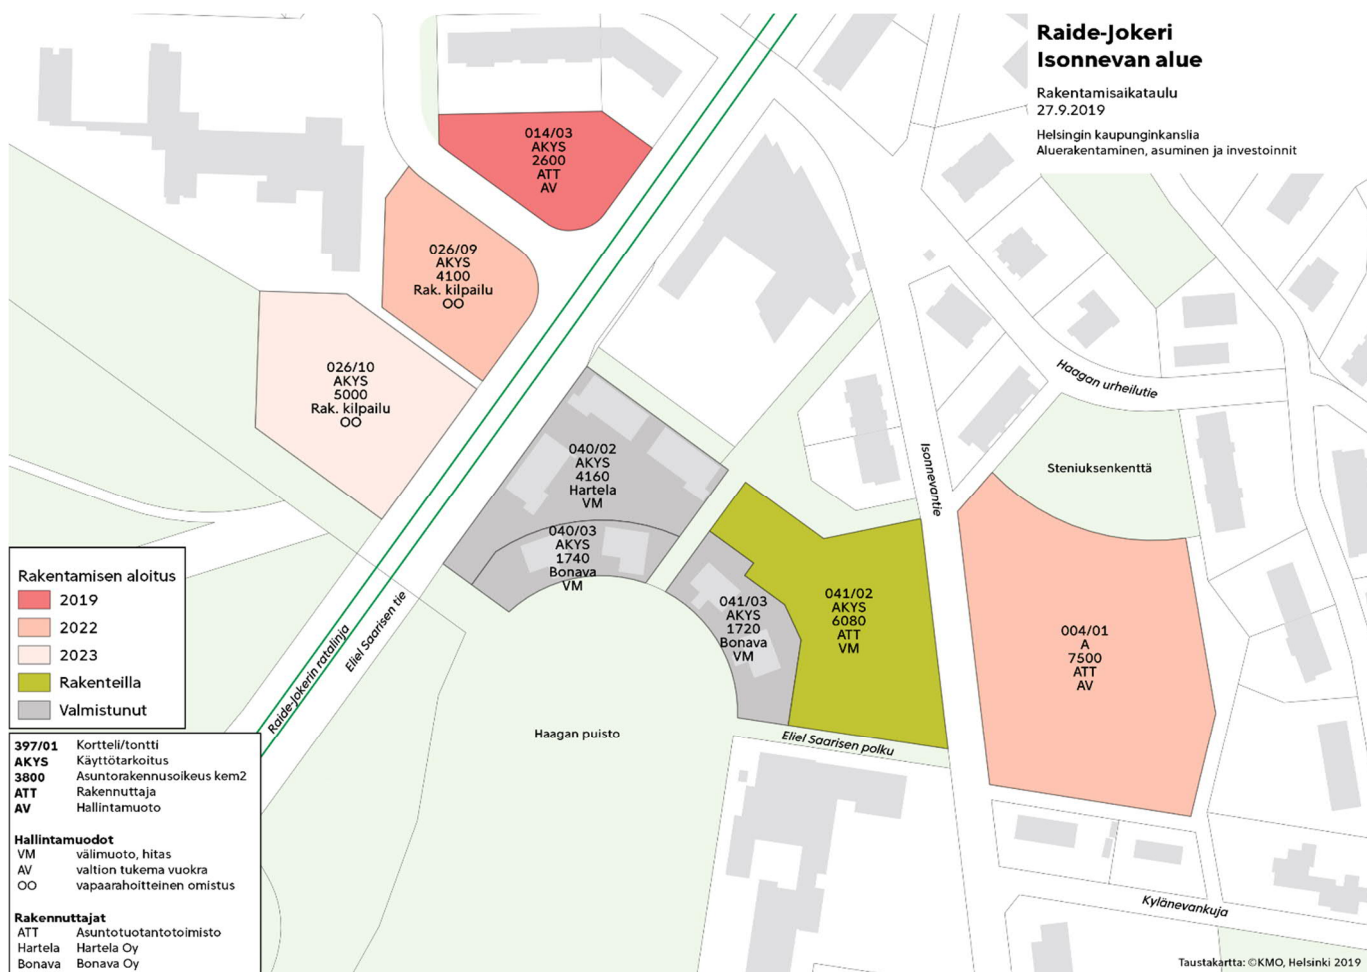 Raide-Jokeri
Isonnevan alue
Rakentamisaikataulu
27.9.2019
Helsingin kaupunginkanslia
Aluerakentaminen, asuminen ja investoinnit
014/03
AKYS
2600
ATT
AV
026/09
AKYS
4100
Rak. kilpailu
OO
026/10
AKYS
5000
Rak. kilpailu
OO
Haagan urheilutie
040/02
AKYS
4160
Hartela
VM
Isonnevantie
Steniuksenkenttä
040/03
AKYS
1740
Bonava
VM
041/03
AKYS
1720
Bonava
VM
041/02
AKYS
6080
ATT
VM
004/01
A
7500
ATT
AV
Raide-Jokerin ratalinja
Eliel Saarisen tie
Haagan puisto
Eliel Saarisen polku
Kylänevankuja
Rakentamisen aloitus
2019
2022
2023
Rakenteilla
Valmistunut
397/01 Kortteli/tontti
AKYS Käyttötarkoitus
3800 Asuntorakennusoikeus kem2
ATT Rakennuttaja
AV Hallintamuoto
Hallintamuodot
VM välimuoto, hitas
AV valtion tukema vuokra
OO vapaarahoitteinen omistus
Rakennuttajat
ATT Asuntotuotantotoimisto
Hartela Hartela Oy
Bonava Bonava Oy
Taustakartta: ©KMO, Helsinki 2019